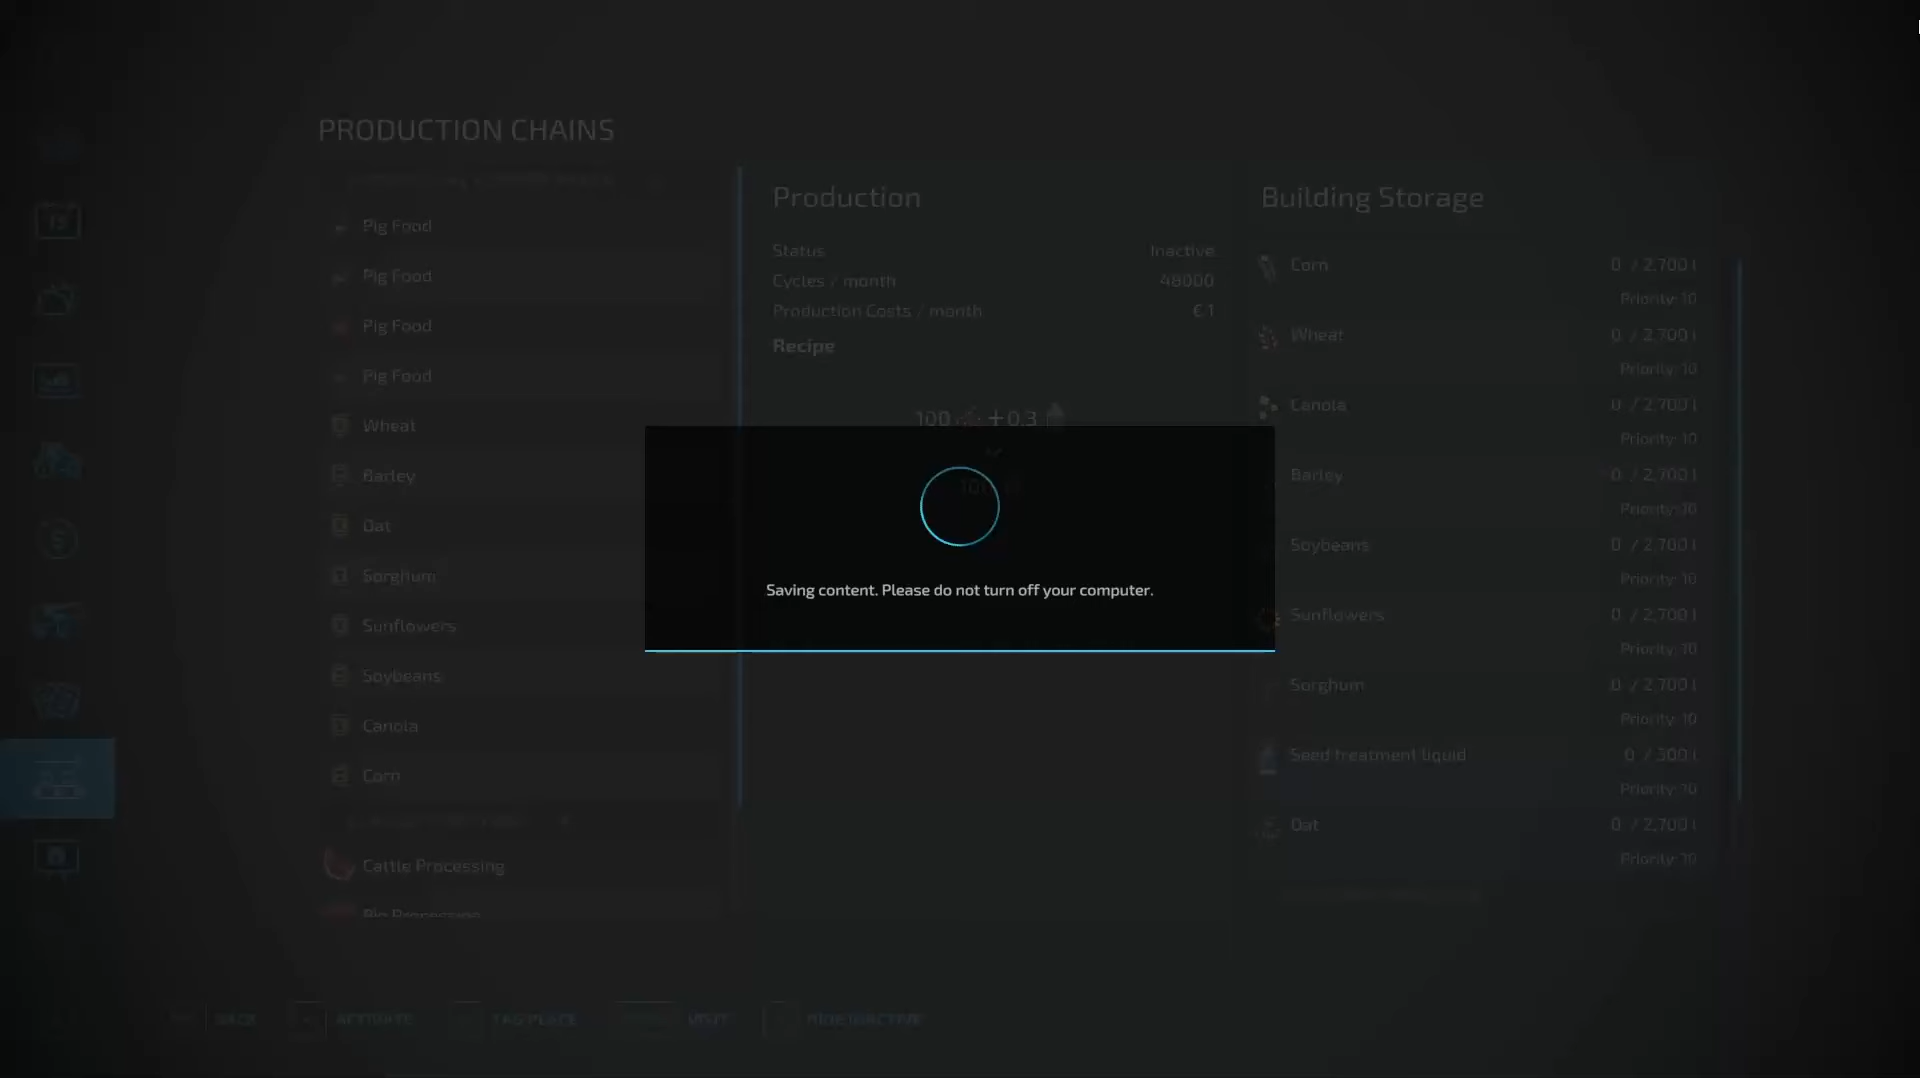 PRODUCTION CHAINS
Pig Food
Pig Food
Pig Food
Pig Food
Wheat
Barley
Oat
Sorghum
Sunflowers
Soybeans
Canola
Corn
Cattle Processing
Pig Processing
Production
Status Inactive
Cycles / month 48000
Production Costs / month € 1
Recipe
100 + 0.3
100
Saving content. Please do not turn off your computer.
Building Storage
Corn 0 / 2,700 l
Priority: 10
Wheat 0 / 2,700 l
Priority: 10
Canola 0 / 2,700 l
Priority: 10
Barley 0 / 2,700 l
Priority: 10
Soybeans 0 / 2,700 l
Priority: 10
Sunflowers 0 / 2,700 l
Priority: 10
Sorghum 0 / 2,700 l
Priority: 10
Seed treatment liquid 0 / 300 l
Priority: 10
Oat 0 / 2,700 l
Priority: 10
BACK ACTIVATE TAG PLACE VISIT HIDE INACTIVE